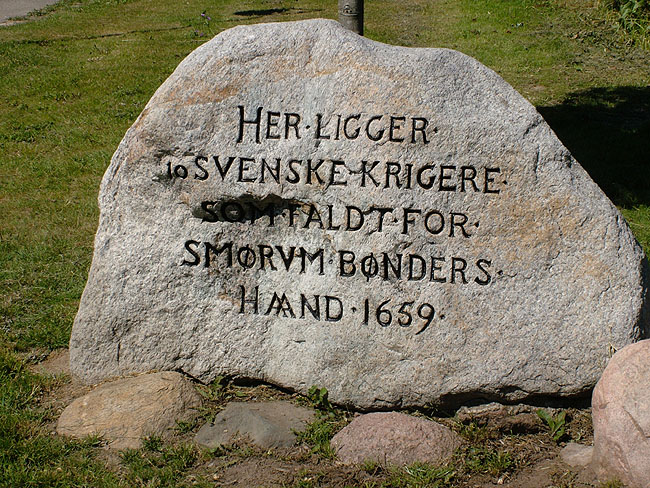 HER·LIGGER·
10 SVENSKE·KRIGERE·
SOM·FALDT·FOR·
SMØRVM·BØNDERS·
HAAND·1659·